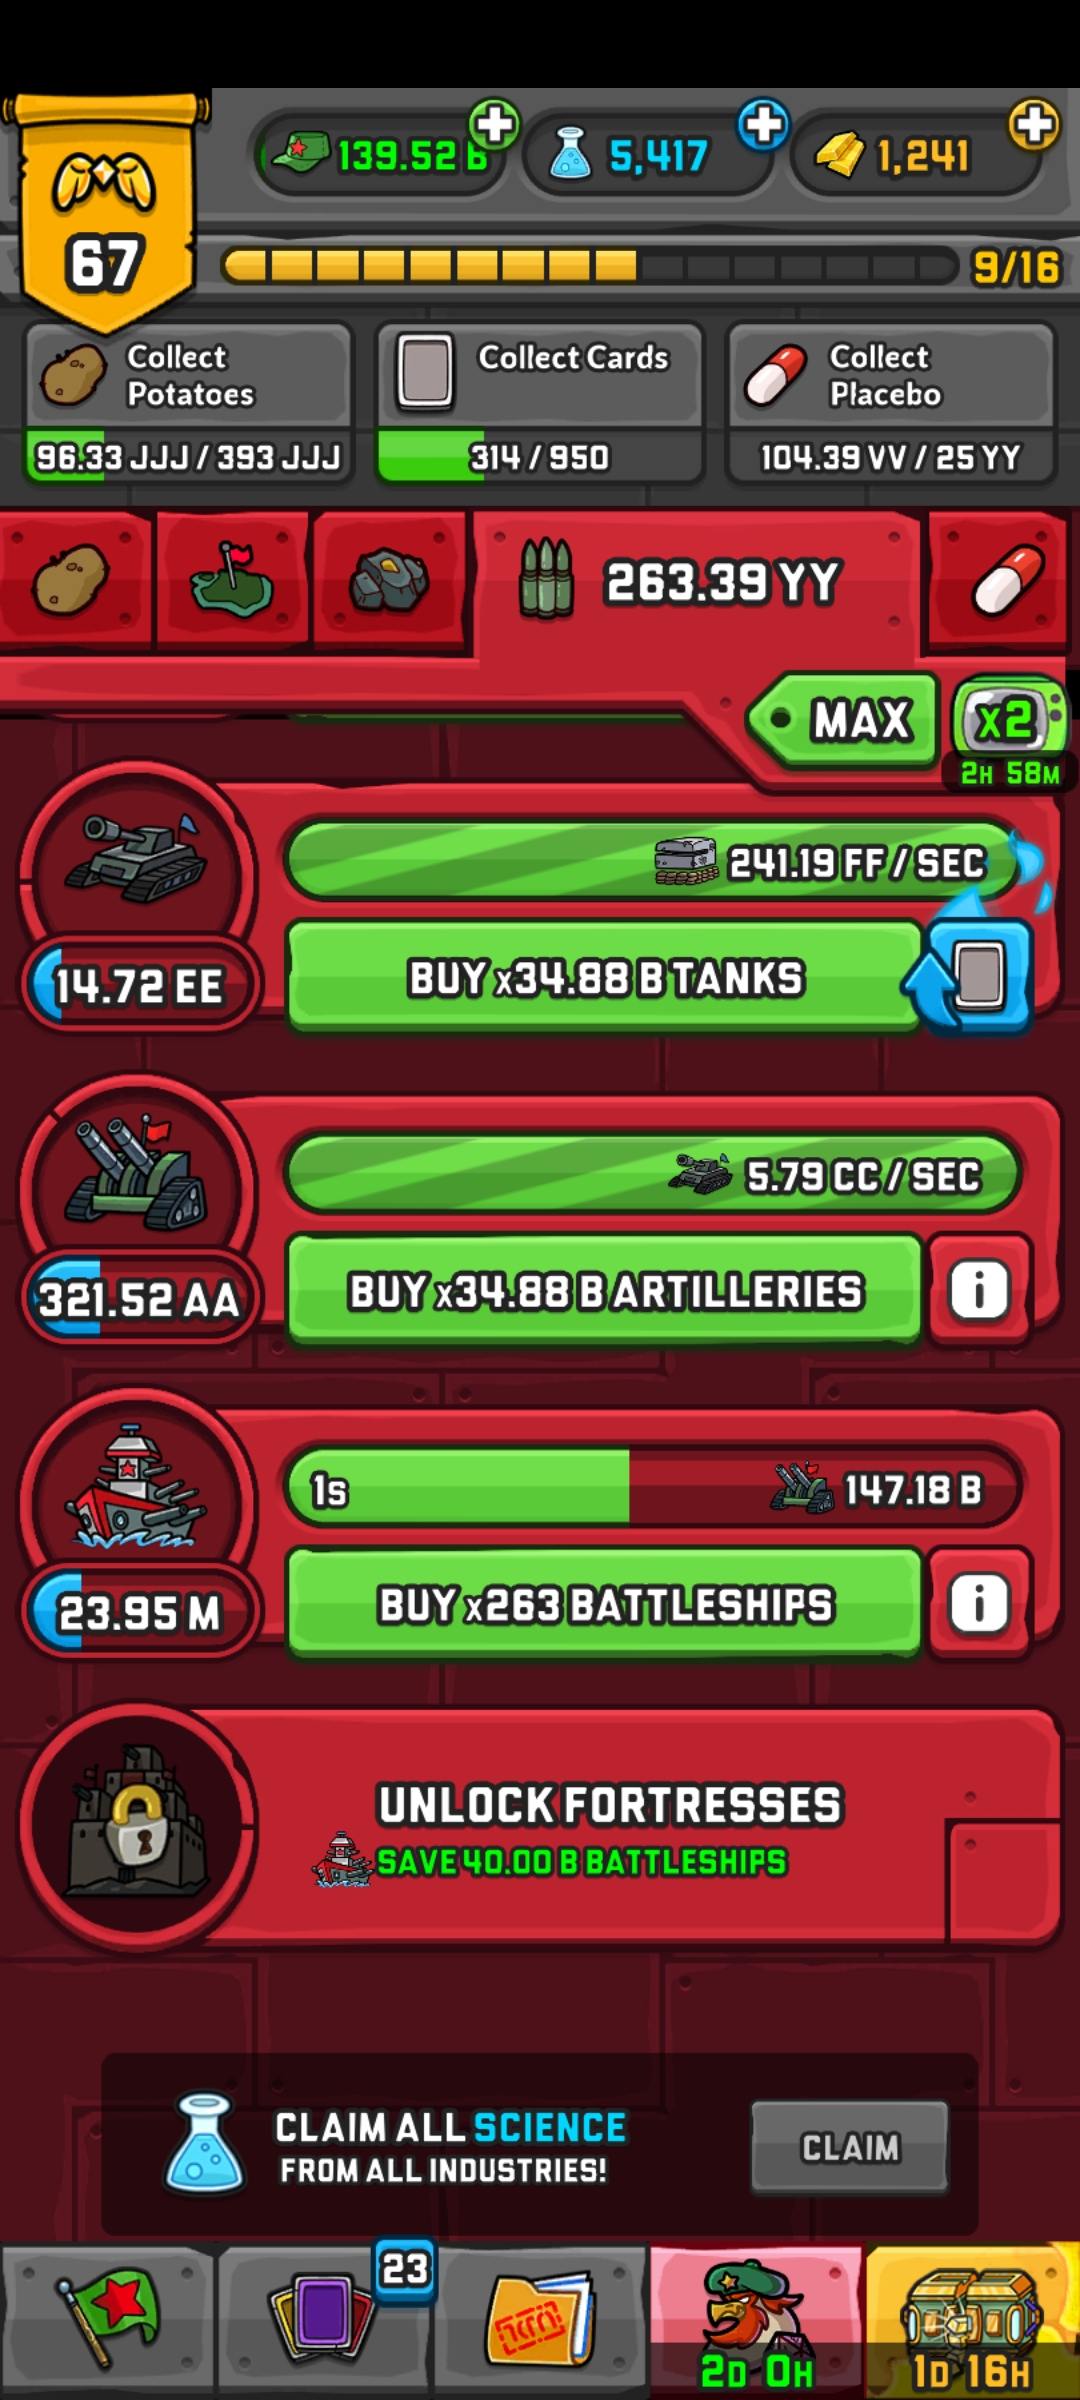 139.52 B
5,417
1,241
67
9/16
Collect
Potatoes
96.33 JJJ / 393 JJJ
Collect Cards
314 / 950
Collect
Placebo
104.39 VV / 25 YY
263.39 YY
MAX
x2
2H 58M
241.19 FF / SEC
14.72 EE
BUY x34.88 B TANKS
5.79 CC / SEC
321.52 AA
BUY x34.88 B ARTILLERIES
i
1s
147.18 B
23.95 M
BUY x263 BATTLESHIPS
i
UNLOCK FORTRESSES
SAVE 40.00 B BATTLESHIPS
CLAIM ALL SCIENCE
FROM ALL INDUSTRIES!
CLAIM
23
2D 0H
1D 16H